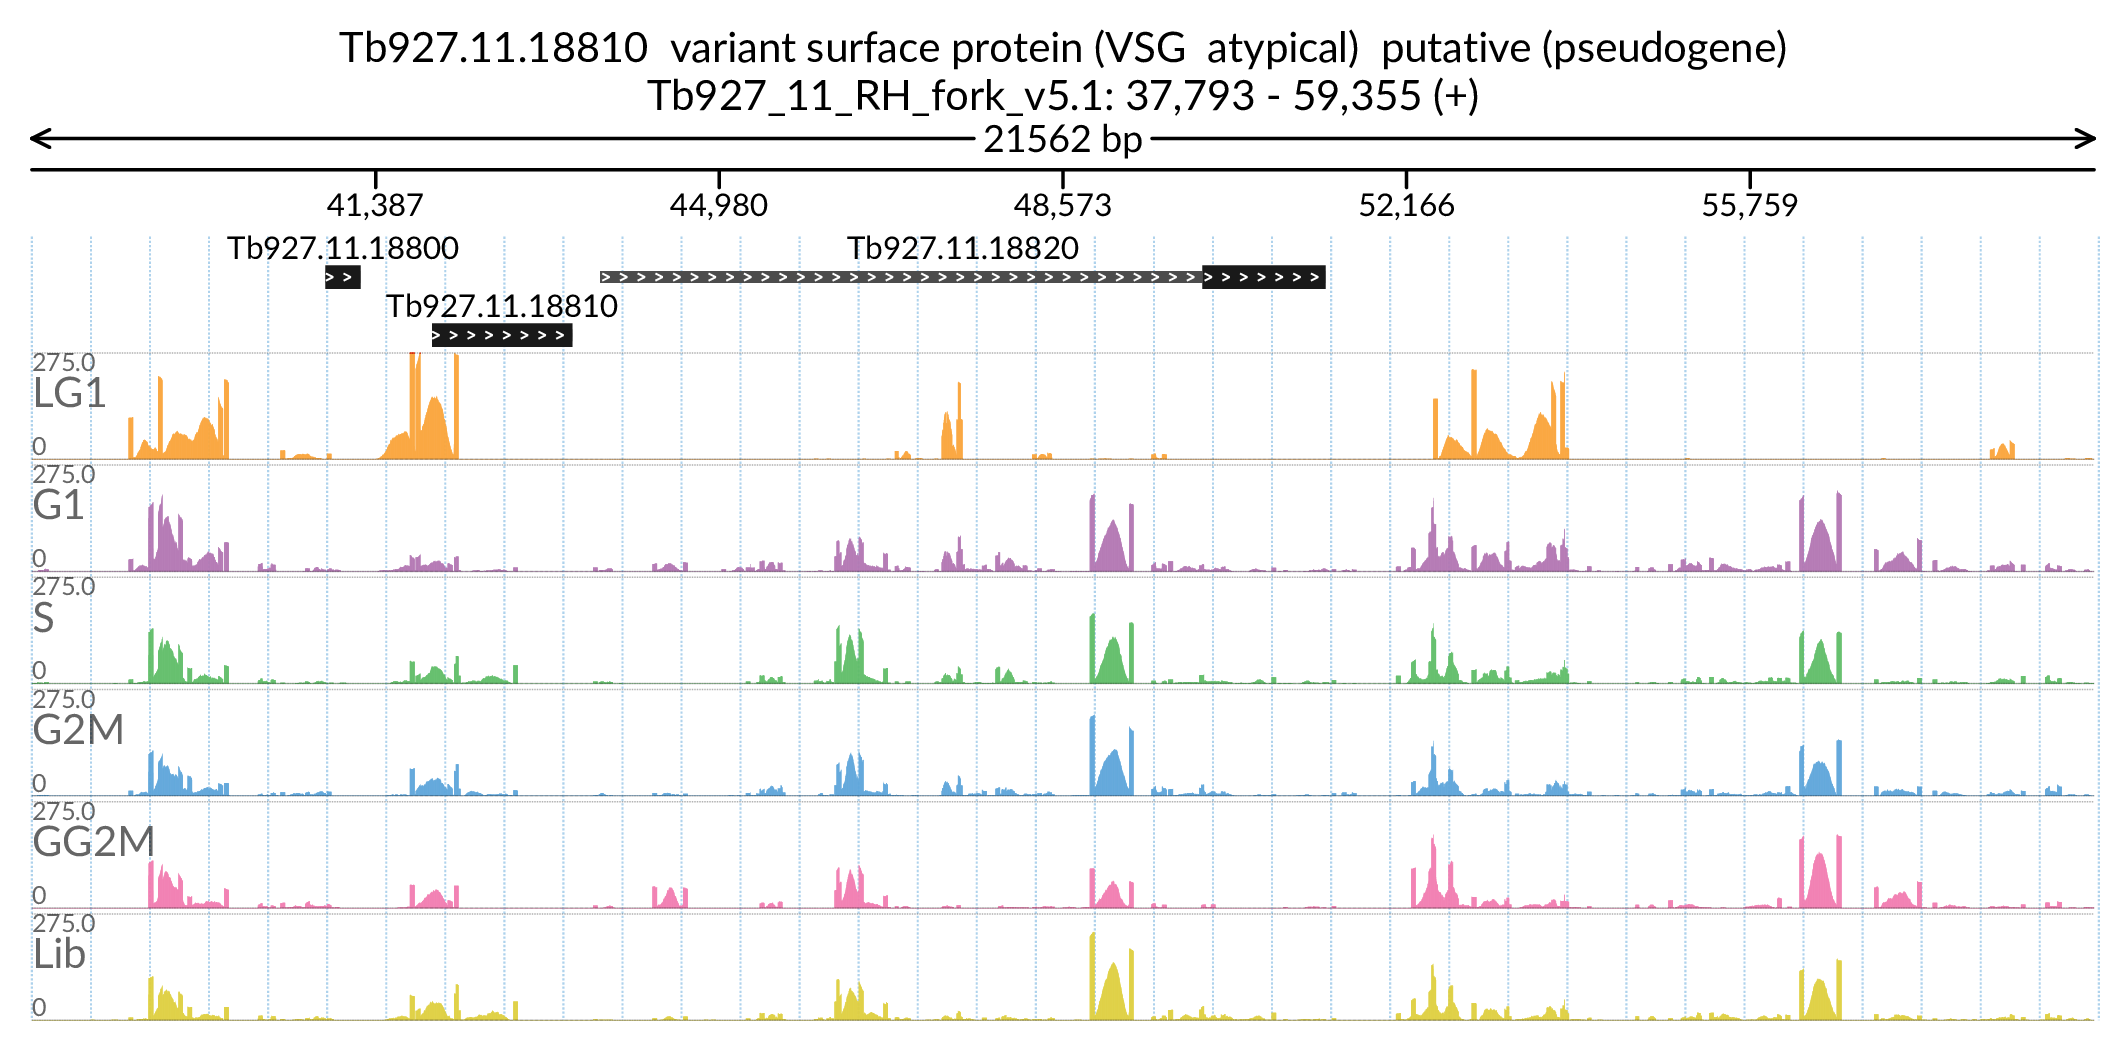 Tb927.11.18810 variant surface protein (VSG atypical) putative (pseudogene)
Tb927_11_RH_fork_v5.1: 37,793 - 59,355 (+)
21562 bp
41,387 44,980 48,573 52,166 55,759
Tb927.11.18800 Tb927.11.18820
Tb927.11.18810
275.0
LG1
0
275.0
G1
0
275.0
S
0
275.0
G2M
0
275.0
GG2M
0
275.0
Lib
0